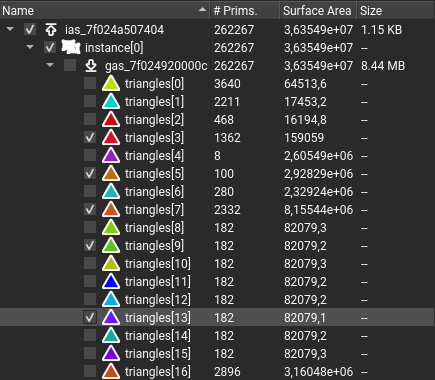 Name # Prims. Surface Area Size
ias_7f024a507404 262267 3,63549e+07 1.15 KB
instance[0] 262267 3,63549e+07 --
gas_7f024920000c 262267 3,63549e+07 8.44 MB
triangles[0] 3640 64513,6 --
triangles[1] 2211 17453,2 --
triangles[2] 468 16194,8 --
triangles[3] 1362 159059 --
triangles[4] 8 2,60549e+06 --
triangles[5] 100 2,92829e+06 --
triangles[6] 280 2,32924e+06 --
triangles[7] 2332 8,15544e+06 --
triangles[8] 182 82079,3 --
triangles[9] 182 82079,2 --
triangles[10] 182 82079,3 --
triangles[11] 182 82079,2 --
triangles[12] 182 82079,2 --
triangles[13] 182 82079,1 --
triangles[14] 182 82079,2 --
triangles[15] 182 82079,3 --
triangles[16] 2896 3,16048e+06 --